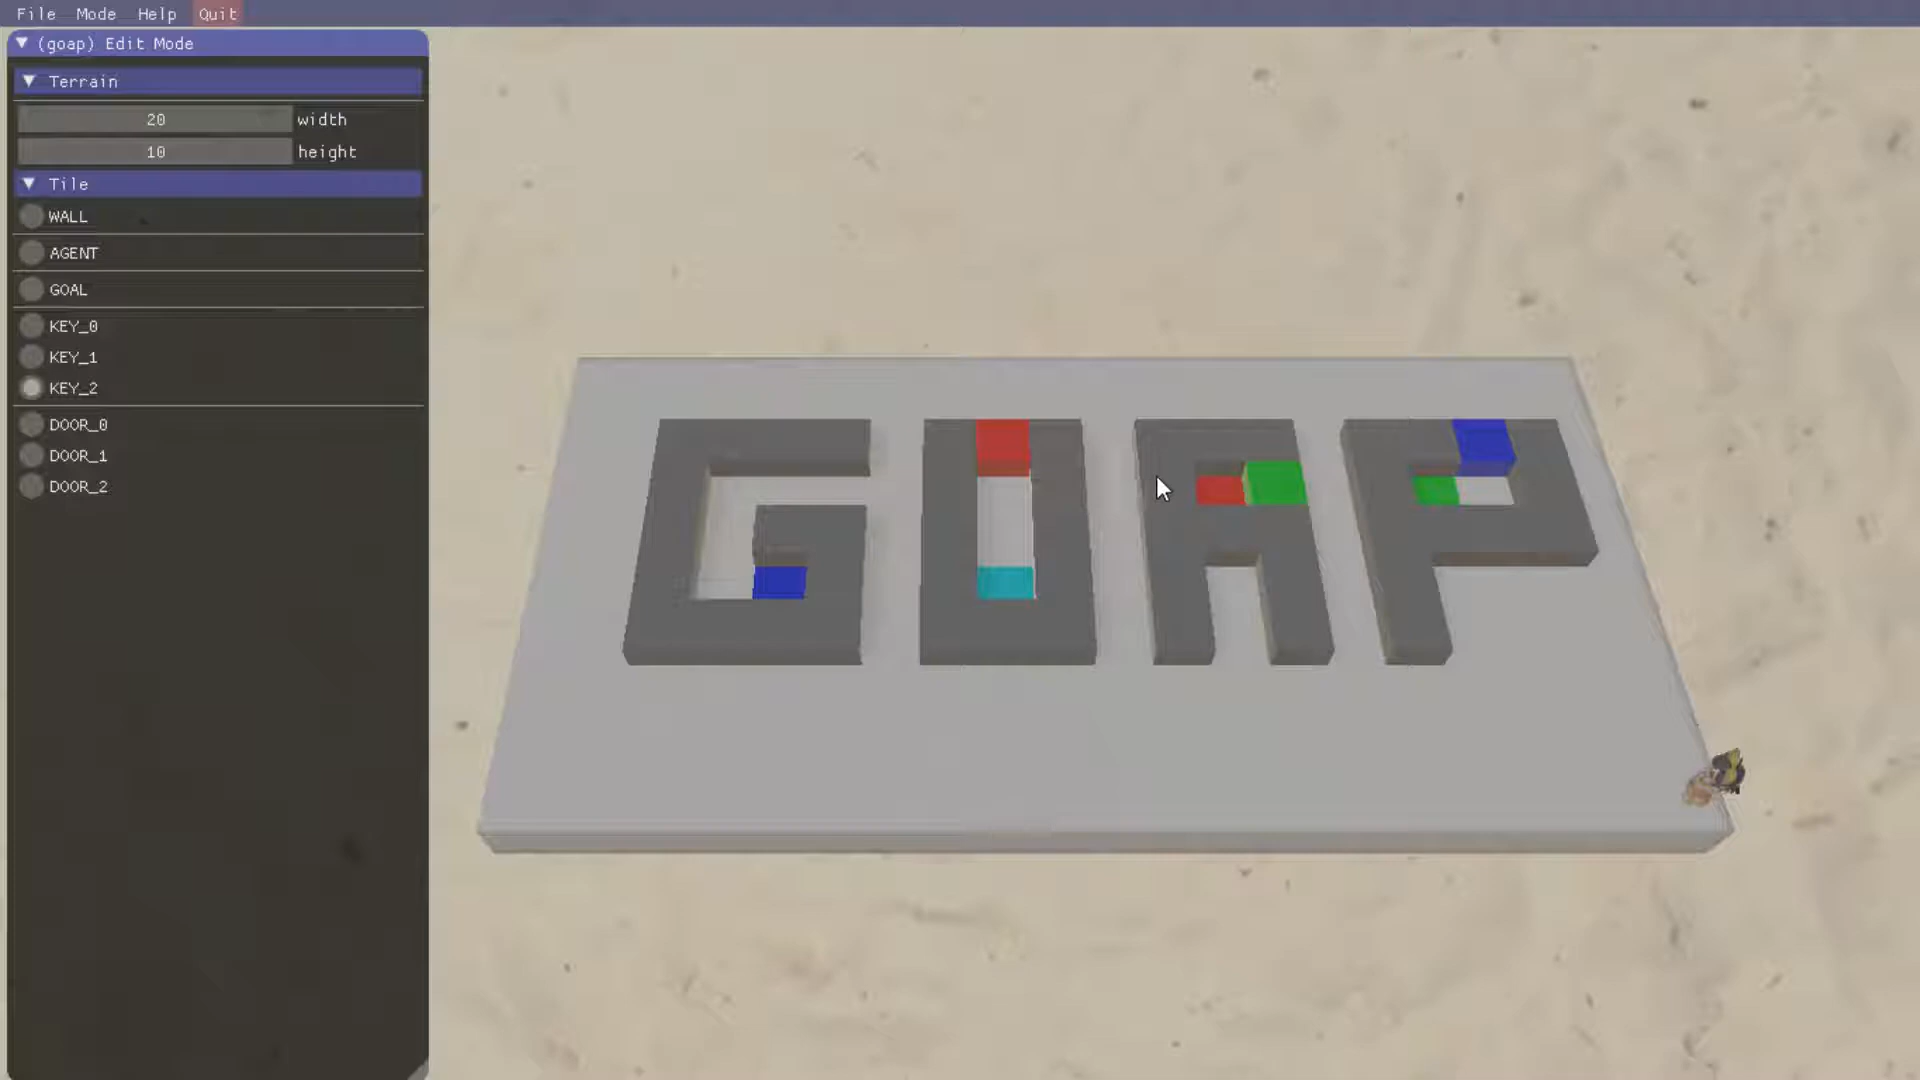 File Mode Help Quit
(goap) Edit Mode
Terrain
20 width
10 height
Tile
WALL
AGENT
GOAL
KEY_0
KEY_1
KEY_2
DOOR_0
DOOR_1
DOOR_2
GOAP